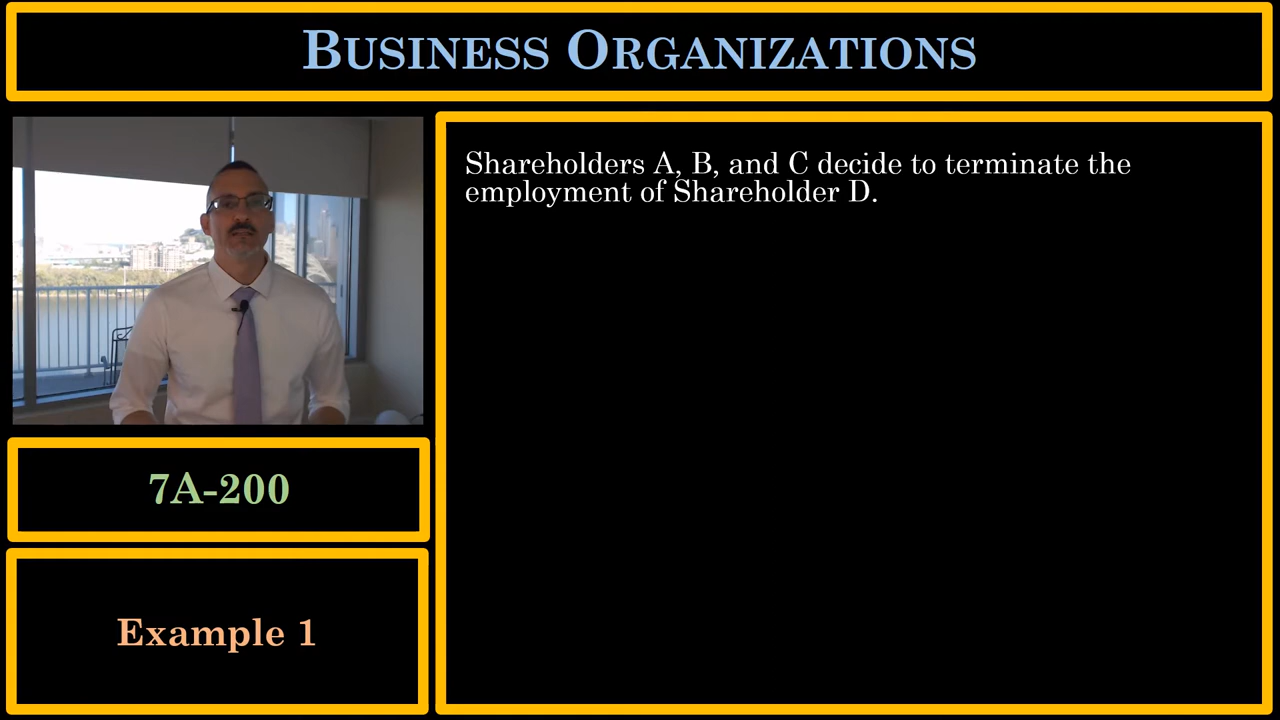 BUSINESS ORGANIZATIONS
Shareholders A, B, and C decide to terminate the
employment of Shareholder D.
7A-200
Example 1